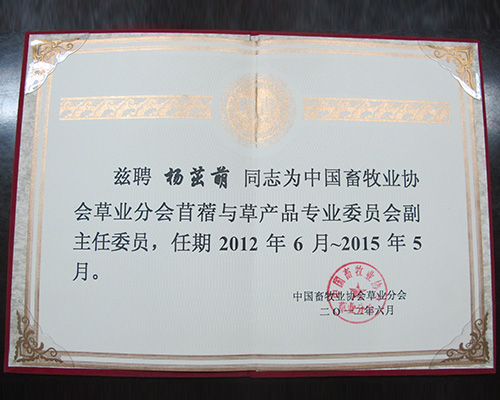 兹聘 杨茁萌 同志为中国畜牧业协
会草业分会苜蓿与草产品专业委员会副
主任委员，任期 2012 年 6 月~2015 年 5
月。
中国畜牧业协会草业分会
二〇一二年六月